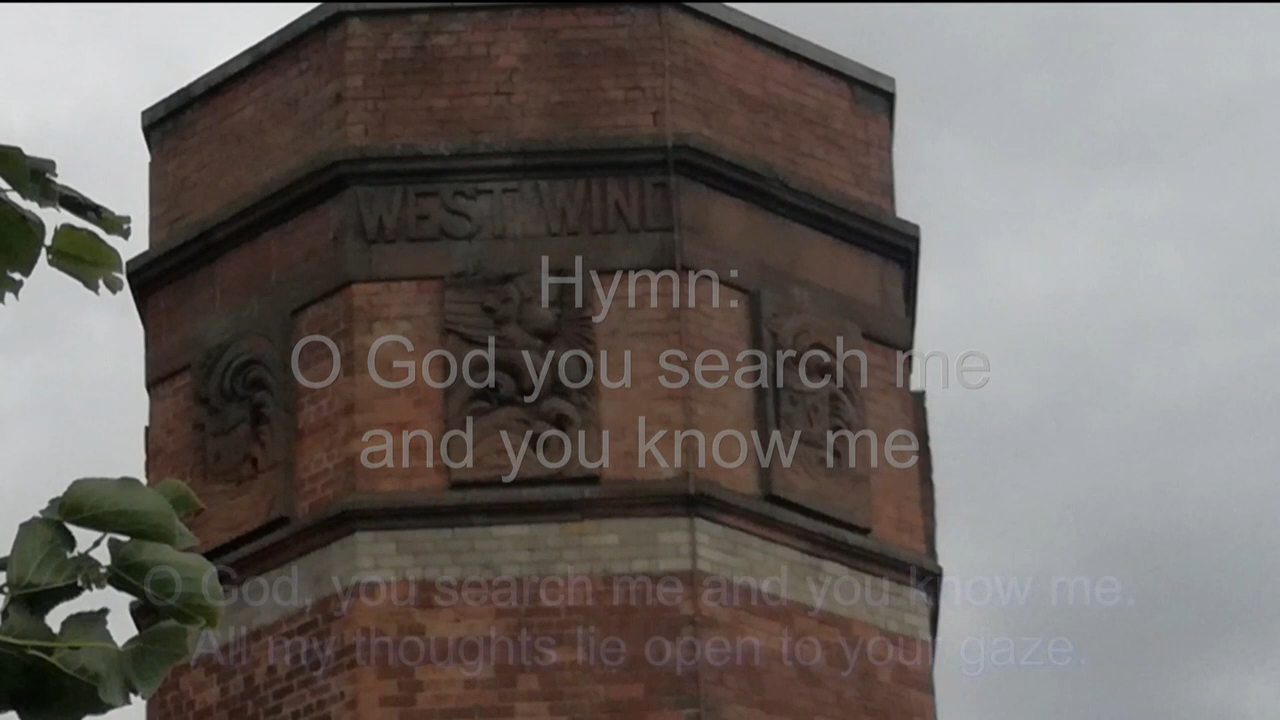 WEST WIND
Hymn:
O God you search me
and you know me
O God, you search me and you know me.
All my thoughts lie open to your gaze.